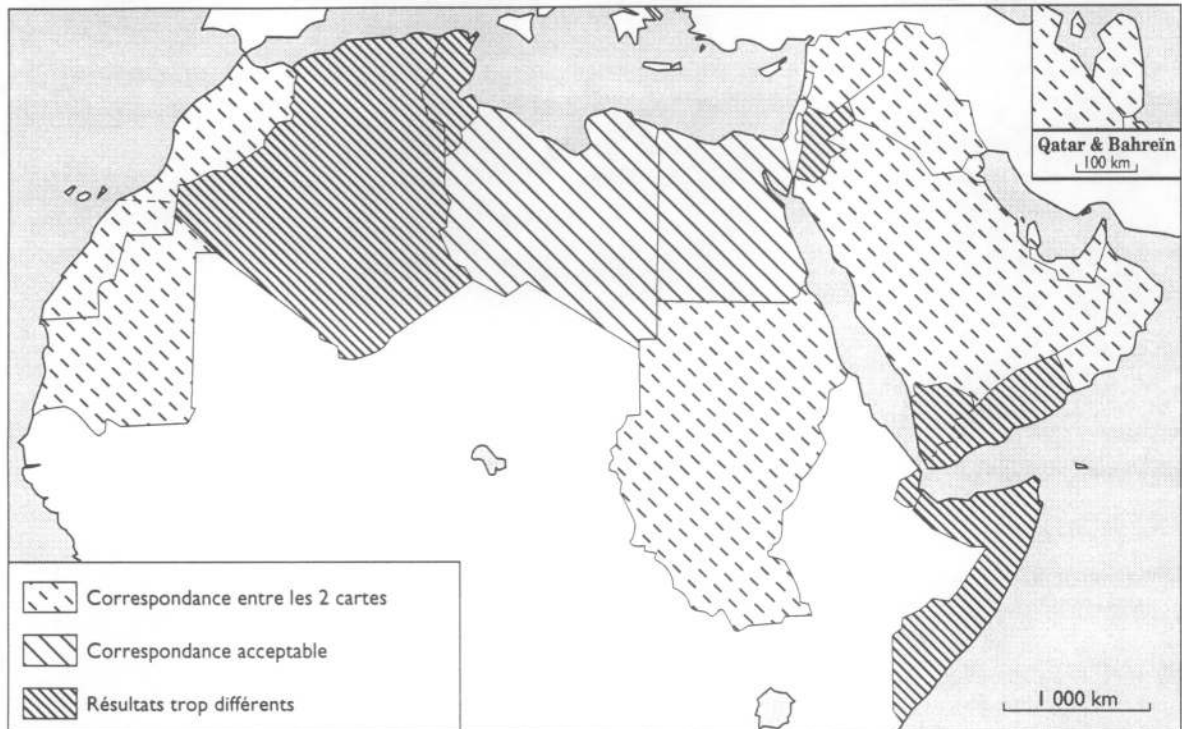 Qatar & Bahreïn
100 km
Correspondance entre les 2 cartes
Correspondance acceptable
Résultats trop différents
1 000 km